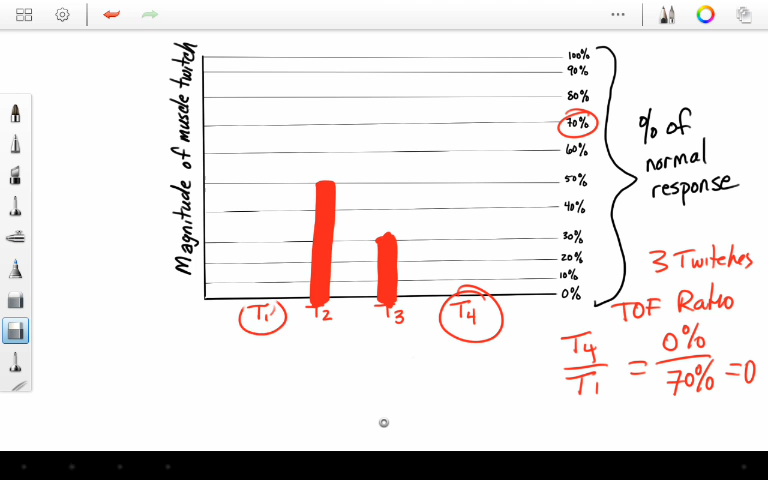 Magnitude of muscle twitch
100%
90%
80%
70%
60%
50%
40%
30%
20%
10%
0%
% of
normal
response
T1
T2
T3
T4
3 Twitches
TOF Ratio
T4/T1 = 0%/70% = 0